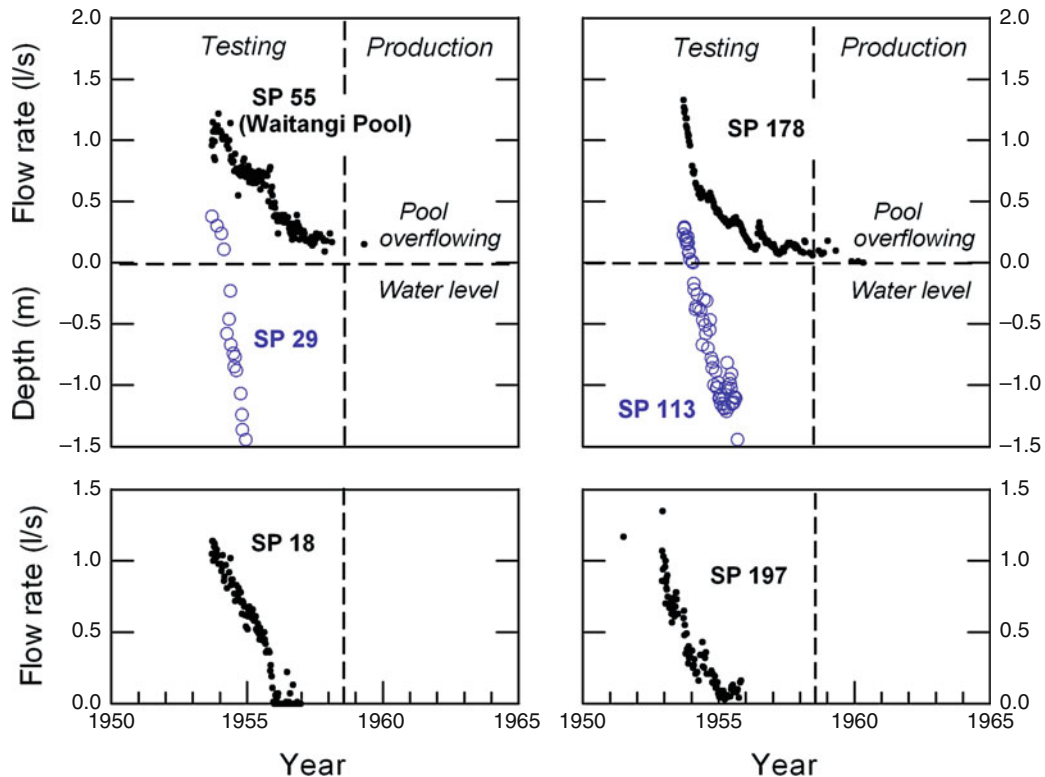 2.0
1.5
1.0
0.5
0.0
–0.5
–1.0
–1.5
Flow rate (l/s)
Depth (m)
Testing
Production
SP 55
(Waitangi Pool)
Pool
overflowing
Water level
SP 29
Testing
Production
SP 178
Pool
overflowing
Water level
SP 113
2.0
1.5
1.0
0.5
0.0
–0.5
–1.0
–1.5
1.5
1.0
0.5
0.0
Flow rate (l/s)
SP 18
1950
1955
1960
1965
Year
SP 197
1.5
1.0
0.5
0.0
1950
1955
1960
1965
Year